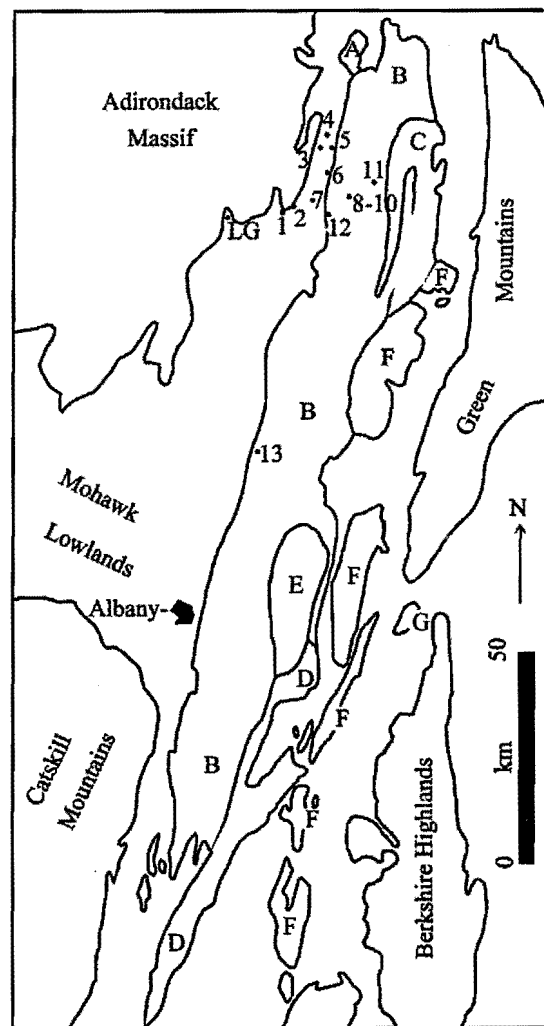 A
B
Adirondack
Massif
4
5
3
C
6
11
7
8-10
LG
1
2
12
F
Mountains
F
B
Green
13
Mohawk
Lowlands
N
E
F
Albany-
G
50
D
F
km
Catskill
Mountains
B
Berkshire Highlands
F
0
D
F